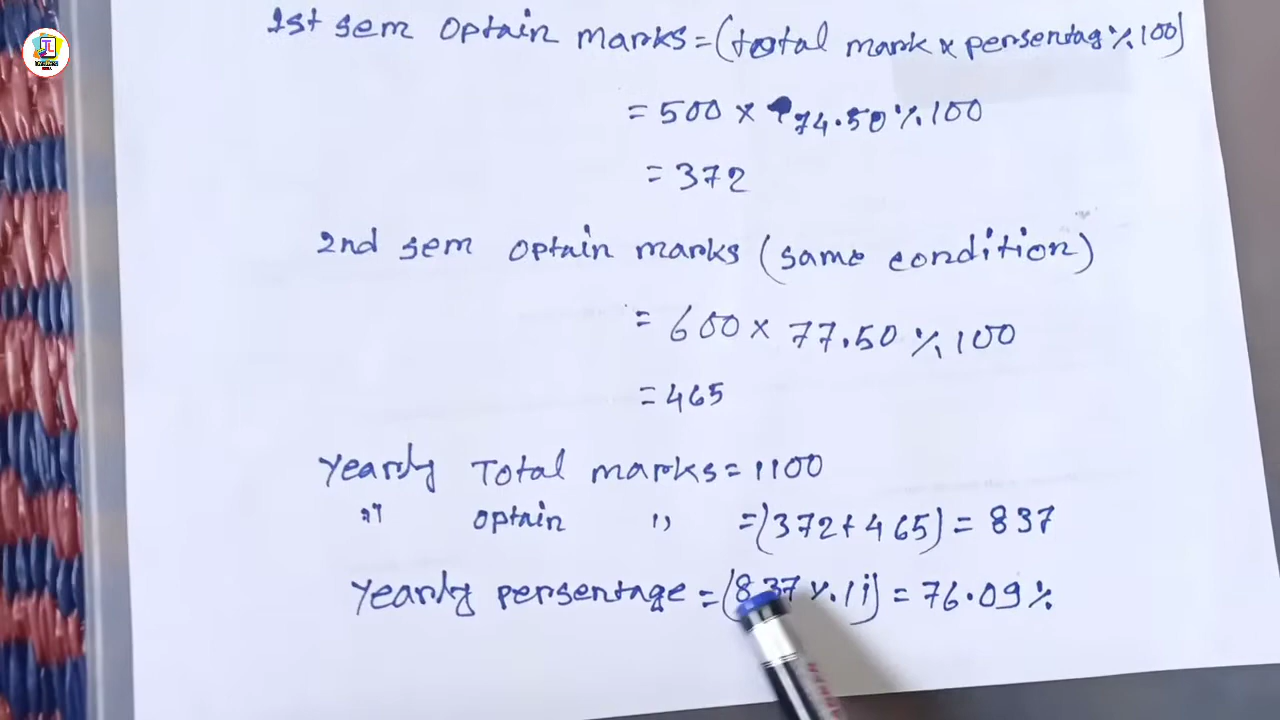 1st sem optain marks=(total mark x persentag % 100)
= 500 x 74.50 % 100
= 372
2nd sem optain marks (same condition)
= 600 x 77.50 % 100
= 465
Yearly Total marks = 1100
" optain " = (372+465) = 837
Yearly persentage = (837 %. 11) = 76.09 %